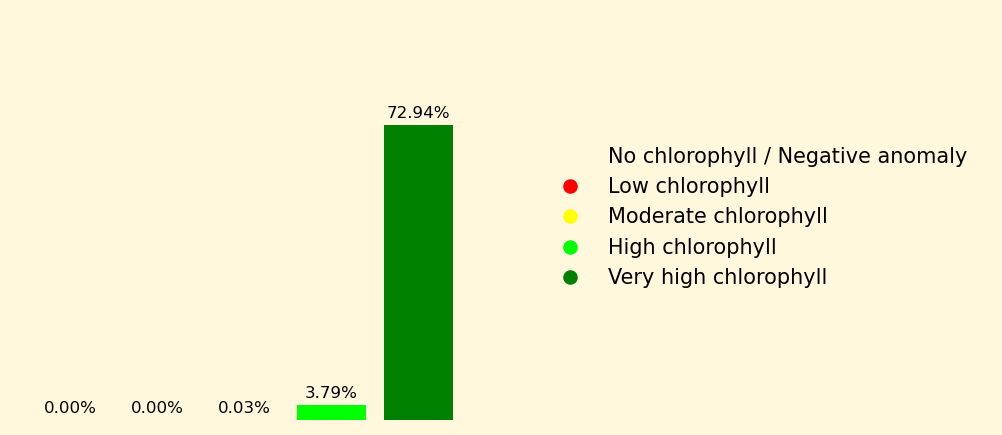 72.94%
No chlorophyll / Negative anomaly
Low chlorophyll
Moderate chlorophyll
High chlorophyll
Very high chlorophyll
3.79%
0.00% 0.00% 0.03%